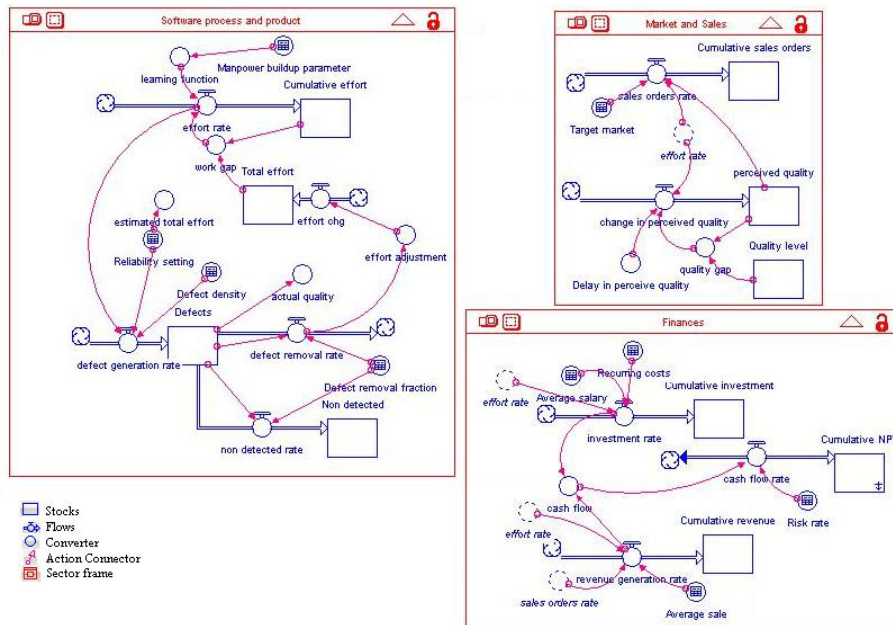 Software process and product
Manpower buildup parameter
learning function
Cumulative effort
effort rate
work gap
Total effort
estimated total effort
effort chg
Reliability setting
effort adjustment
Defect density
actual quality
Defects
defect generation rate
defect removal rate
Defect removal fraction
Non detected
non detected rate
Stocks
Flows
Converter
Action Connector
Sector frame
Market and Sales
Cumulative sales orders
sales orders rate
Target market
effort rate
perceived quality
change in perceived quality
Quality level
quality gap
Delay in perceive quality
Finances
Recurring costs
effort rate
Average salary
Cumulative investment
investment rate
Cumulative NP
cash flow rate
cash flow
Risk rate
effort rate
Cumulative revenue
revenue generation rate
sales orders rate
Average sale